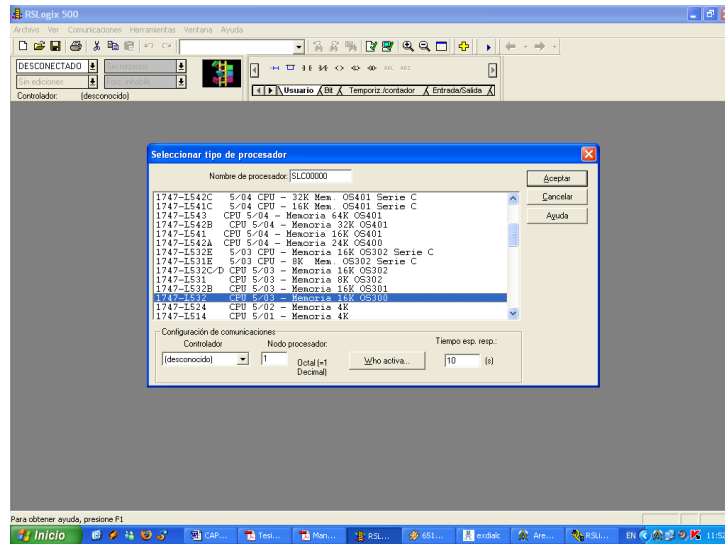 RSLogix 500
Archivo Ver Comunicaciones Herramientas Ventana Ayuda
DESCONECTADO
Sin forzados
Sin ediciones
Controlador: (desconocido)
ABL ABS
Usuario Bit Temporiz./contador Entrada/Salida
Seleccionar tipo de procesador
Nombre de procesador: SLC00000
Aceptar
Cancelar
Ayuda
1747-L542C 5/04 CPU - 32K Mem. OS401 Serie C
1747-L541C 5/04 CPU - 16K Mem. OS401 Serie C
1747-L543 CPU 5/04 - Memoria 64K OS401
1747-L542B CPU 5/04 - Memoria 32K OS401
1747-L541 CPU 5/04 - Memoria 16K OS401
1747-L542A CPU 5/04 - Memoria 24K OS400
1747-L532E 5/03 CPU - Memoria 16K OS302 Serie C
1747-L531E 5/03 CPU - 8K Mem. OS302 Serie C
1747-L532C/D CPU 5/03 - Memoria 16K OS302
1747-L531 CPU 5/03 - Memoria 8K OS302
1747-L532B CPU 5/03 - Memoria 16K OS301
1747-L532 CPU 5/03 - Memoria 16K OS300
1747-L524 CPU 5/02 - Memoria 4K
1747-L514 CPU 5/01 - Memoria 4K
Configuración de comunicaciones
Controlador Nodo procesador: Tiempo esp. resp.:
(desconocido) 1 Octal (=1 Decimal) Who activa... 10 (s)
Para obtener ayuda, presione F1
Inicio CAP... Tesi... Man... RSL... 651... exdialc Are... RSLi... EN